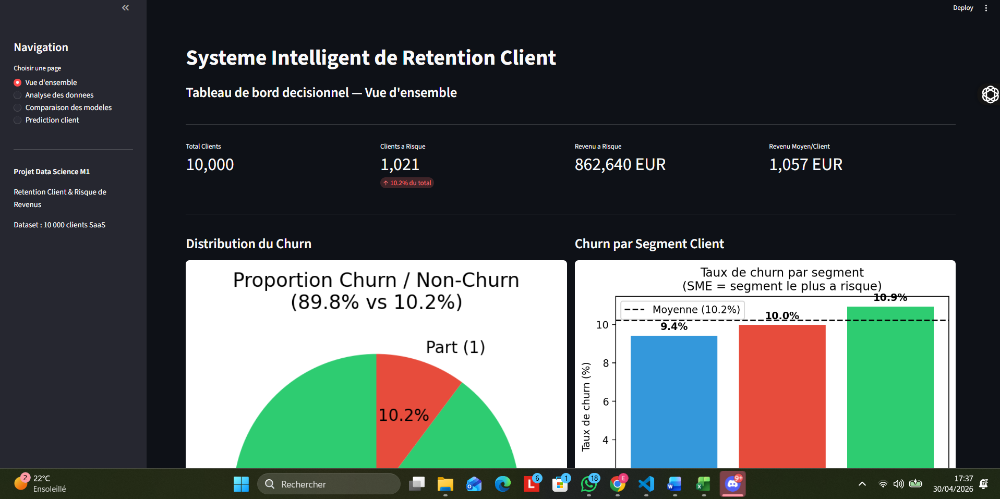 Deploy
Navigation
Choisir une page
Vue d'ensemble
Analyse des donnees
Comparaison des modeles
Prediction client
Projet Data Science M1
Retention Client & Risque de
Revenus
Dataset : 10 000 clients SaaS
Systeme Intelligent de Retention Client
Tableau de bord decisionnel — Vue d'ensemble
Total Clients
10,000
Clients a Risque
1,021
↑ 10.2% du total
Revenu a Risque
862,640 EUR
Revenu Moyen/Client
1,057 EUR
Distribution du Churn
Proportion Churn / Non-Churn
(89.8% vs 10.2%)
Part (1)
10.2%
Churn par Segment Client
Taux de churn par segment
(SME = segment le plus a risque)
Moyenne (10.2%)
9.4%
10.0%
10.9%
10
8
6
4
Taux de churn (%)
2
22°C
Ensoleillé
Rechercher
6
1
18
E
9+
17:37
30/04/2026